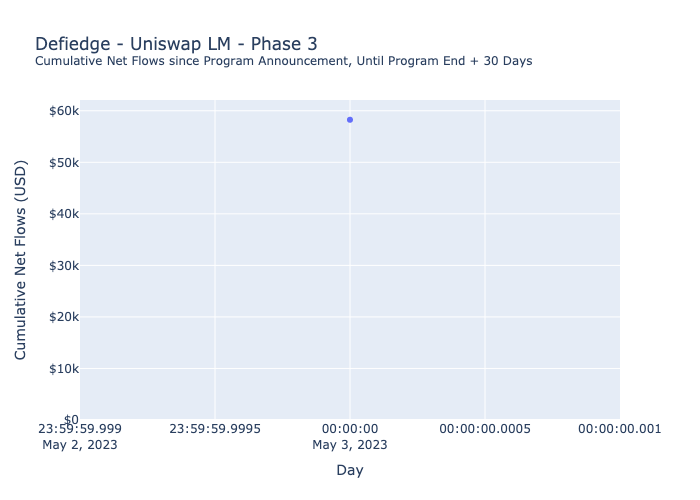 Defiedge - Uniswap LM - Phase 3
Cumulative Net Flows since Program Announcement, Until Program End + 30 Days
Cumulative Net Flows (USD)
$60k
$50k
$40k
$30k
$20k
$10k
$0
23:59:59.999 23:59:59.9995 00:00:00 00:00:00.0005 00:00:00.001
May 2, 2023 May 3, 2023
Day